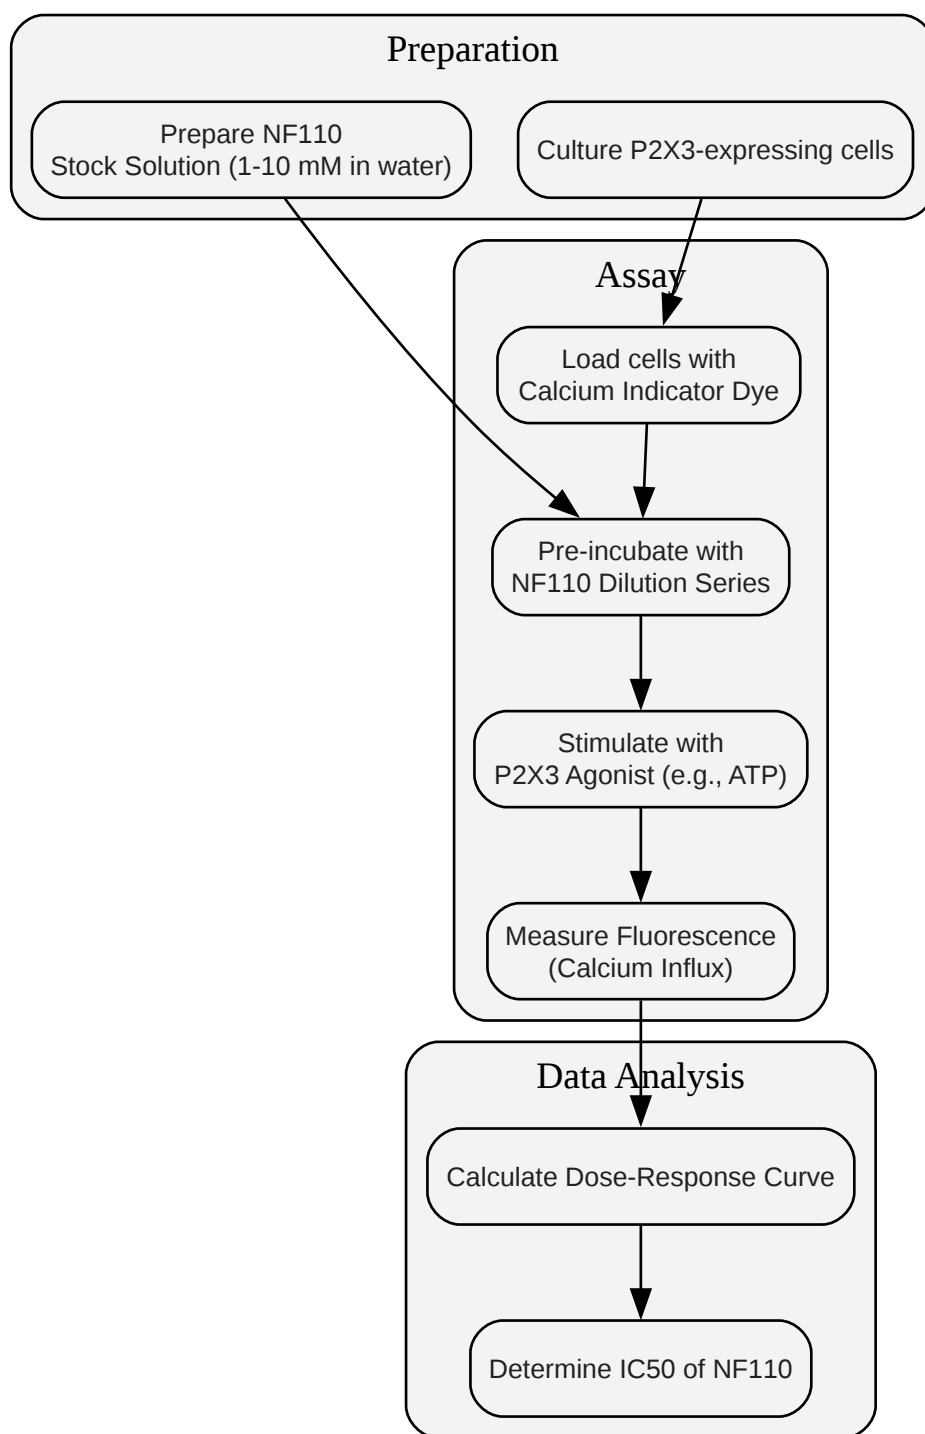 Preparation
Prepare NF110
Stock Solution (1-10 mM in water)
Culture P2X3-expressing cells
Assay
Load cells with
Calcium Indicator Dye
Pre-incubate with
NF110 Dilution Series
Stimulate with
P2X3 Agonist (e.g., ATP)
Measure Fluorescence
(Calcium Influx)
Data Analysis
Calculate Dose-Response Curve
Determine IC50 of NF110